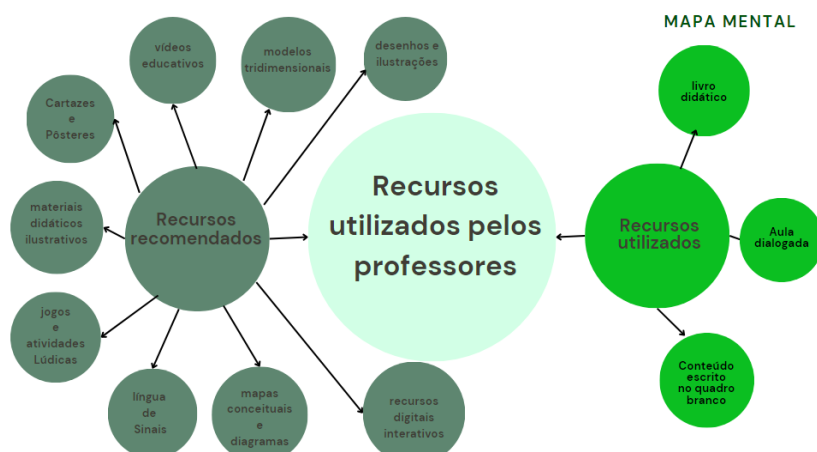 MAPA MENTAL
vídeos
educativos
modelos
tridimensionais
desenhos e
ilustrações
livro
didático
Cartazes
e
Pôsteres
Recursos
utilizados pelos
professores
materiais
didáticos
ilustrativos
Recursos
recomendados
Recursos
utilizados
Aula
dialogada
jogos
e
atividades
Lúdicas
língua
de
Sinais
mapas
conceituais
e
diagramas
recursos
digitais
interativos
Conteúdo
escrito
no quadro
branco